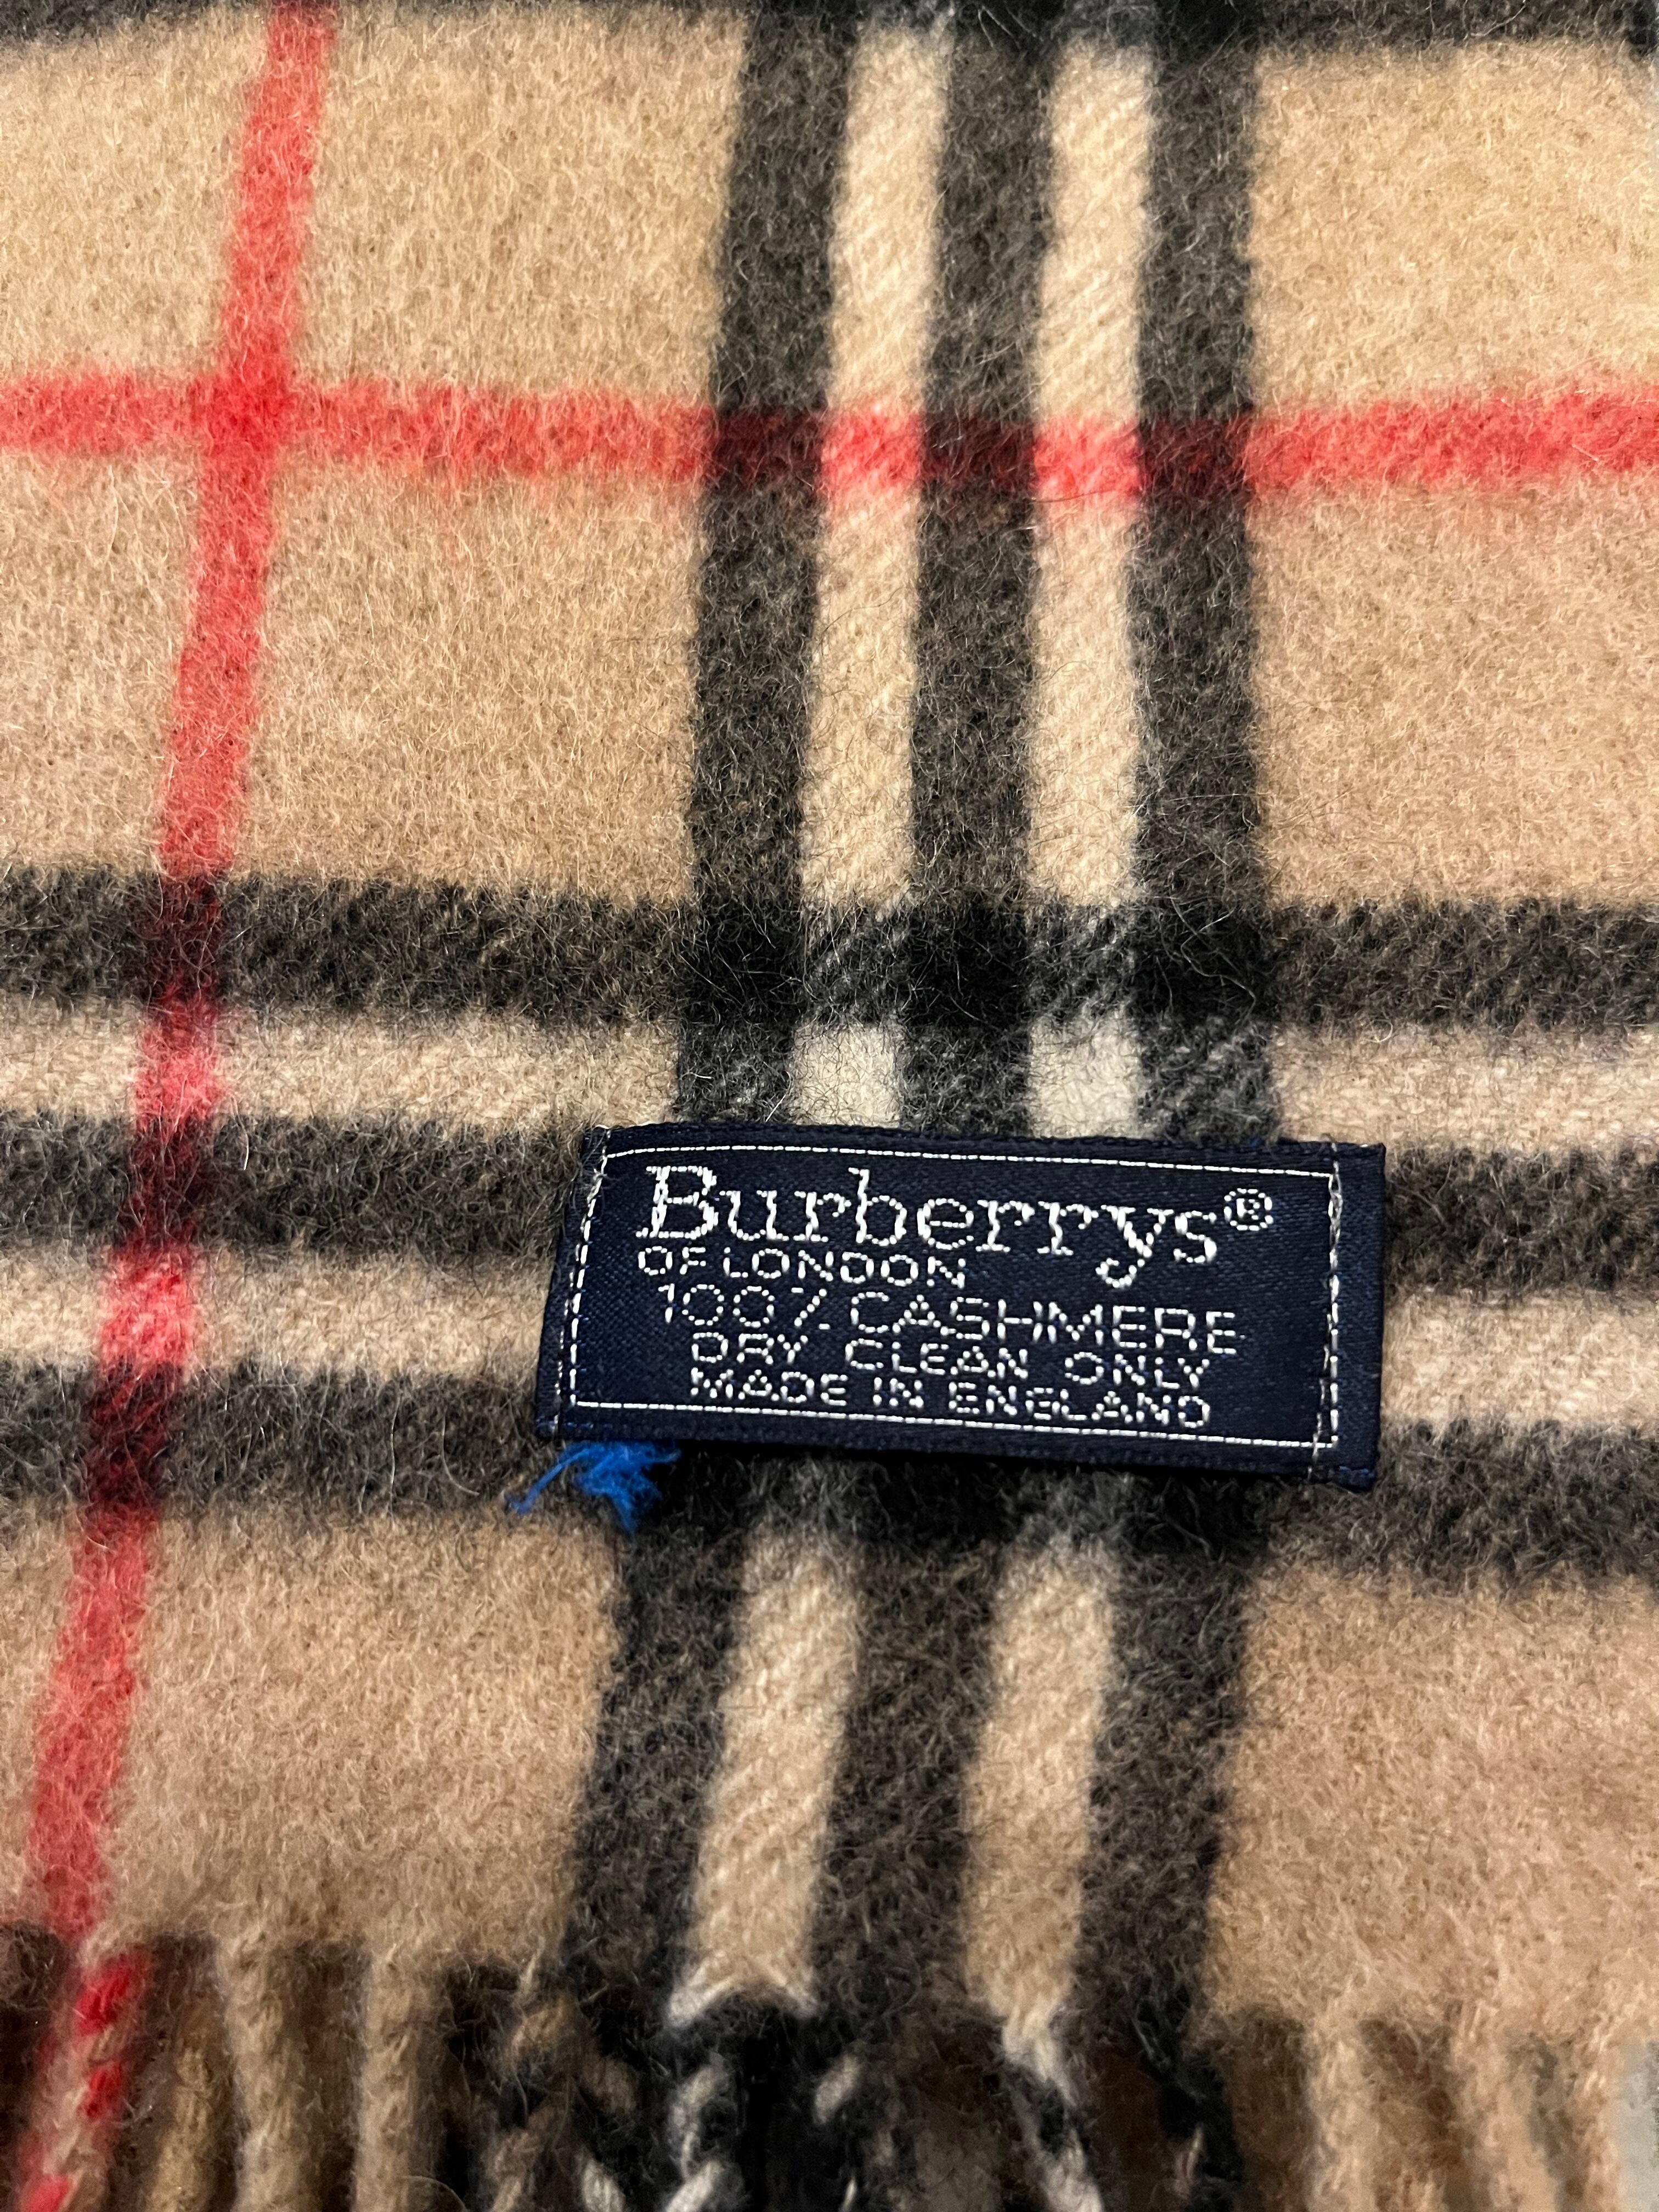 Burberrys®
OF LONDON
100% CASHMERE
DRY CLEAN ONLY
MADE IN ENGLAND